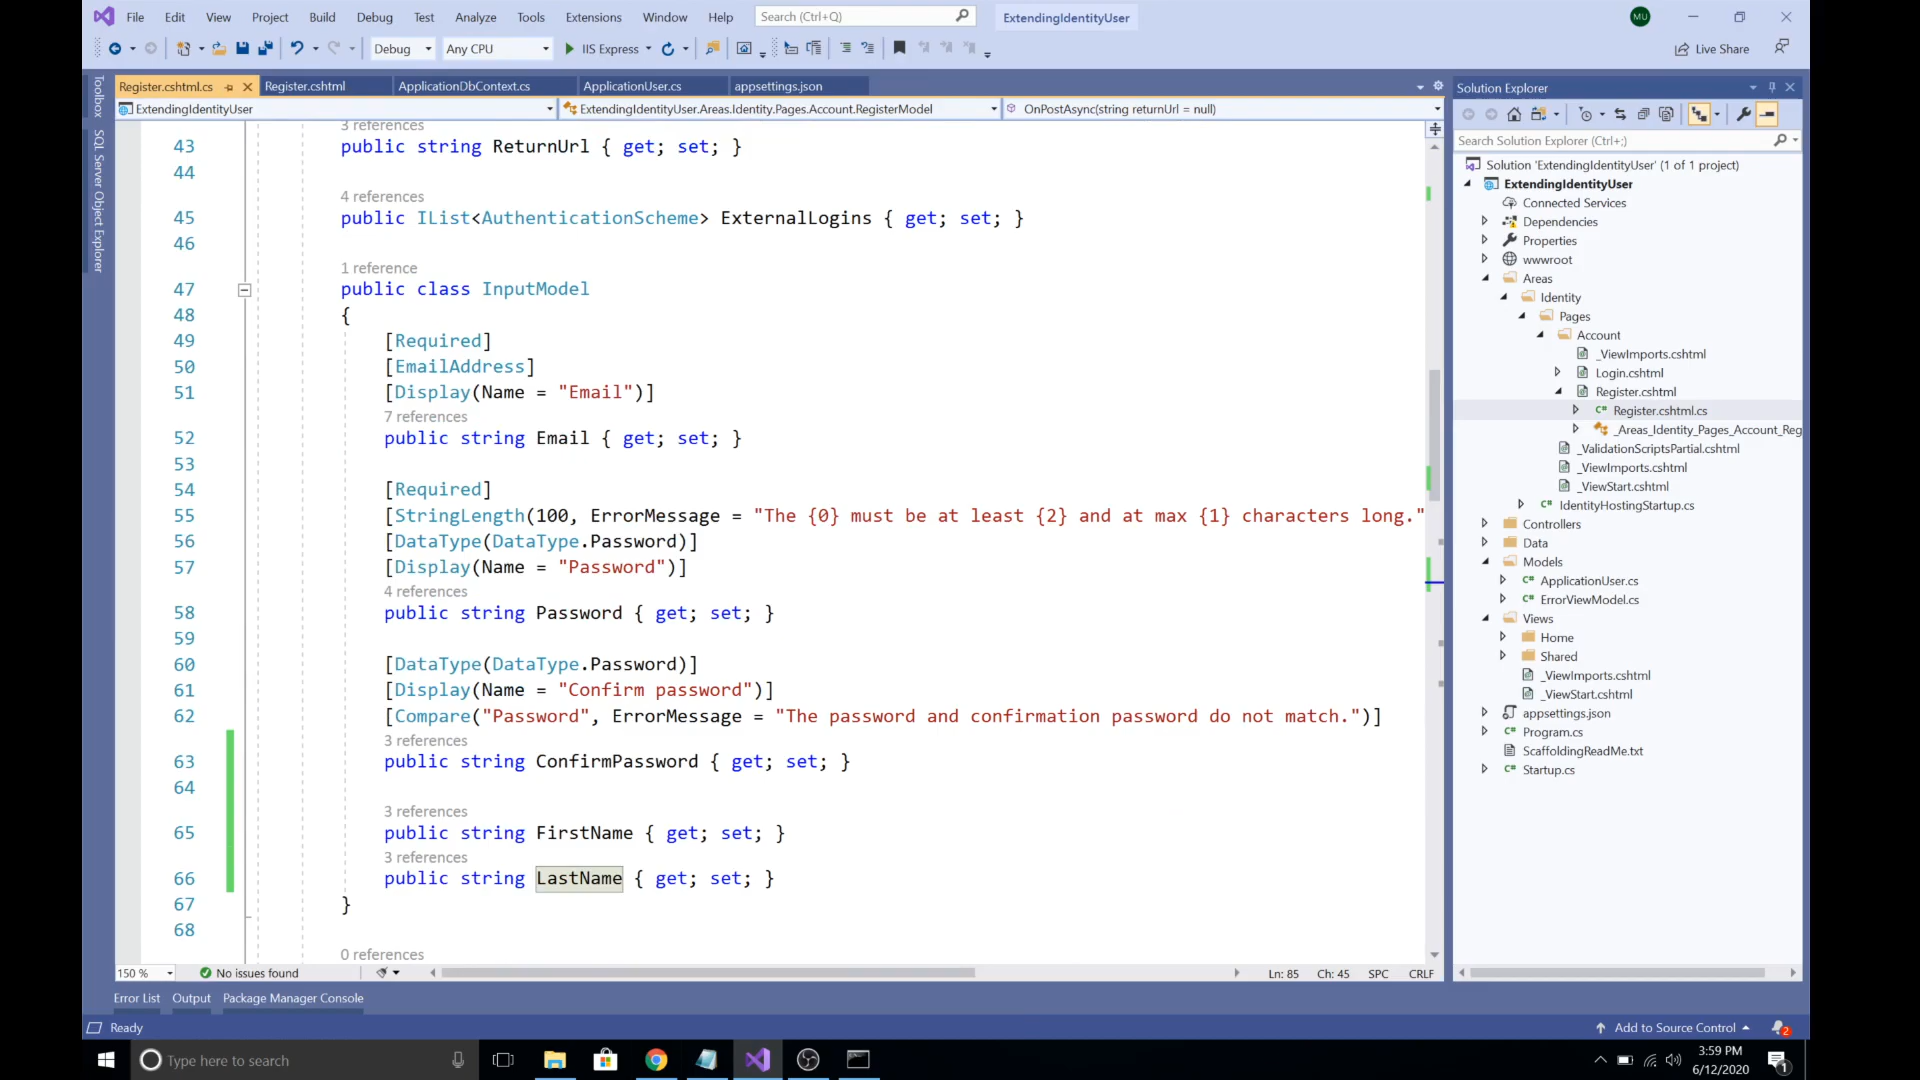 File Edit View Project Build Debug Test Analyze Tools Extensions Window Help Search (Ctrl+Q) ExtendingIdentityUser MU
Debug Any CPU IIS Express Live Share
Register.cshtml.cs Register.cshtml ApplicationDbContext.cs ApplicationUser.cs appsettings.json
ExtendingIdentityUser ExtendingIdentityUser.Areas.Identity.Pages.Account.RegisterModel OnPostAsync(string returnUrl = null)
Toolbox
SQL Server Object Explorer
3 references
43 public string ReturnUrl { get; set; }
44
4 references
45 public IList<AuthenticationScheme> ExternalLogins { get; set; }
46
1 reference
47 public class InputModel
48 {
49 [Required]
50 [EmailAddress]
51 [Display(Name = "Email")]
7 references
52 public string Email { get; set; }
53
54 [Required]
55 [StringLength(100, ErrorMessage = "The {0} must be at least {2} and at max {1} characters long."
56 [DataType(DataType.Password)]
57 [Display(Name = "Password")]
4 references
58 public string Password { get; set; }
59
60 [DataType(DataType.Password)]
61 [Display(Name = "Confirm password")]
62 [Compare("Password", ErrorMessage = "The password and confirmation password do not match.")]
3 references
63 public string ConfirmPassword { get; set; }
64
3 references
65 public string FirstName { get; set; }
3 references
66 public string LastName { get; set; }
67 }
68
0 references
150 % No issues found Ln: 85 Ch: 45 SPC CRLF
Solution Explorer
Search Solution Explorer (Ctrl+;)
Solution 'ExtendingIdentityUser' (1 of 1 project)
ExtendingIdentityUser
Connected Services
Dependencies
Properties
wwwroot
Areas
Identity
Pages
Account
_ViewImports.cshtml
Login.cshtml
Register.cshtml
C# Register.cshtml.cs
_Areas_Identity_Pages_Account_Reg
_ValidationScriptsPartial.cshtml
_ViewImports.cshtml
_ViewStart.cshtml
C# IdentityHostingStartup.cs
Controllers
Data
Models
C# ApplicationUser.cs
C# ErrorViewModel.cs
Views
Home
Shared
_ViewImports.cshtml
_ViewStart.cshtml
appsettings.json
C# Program.cs
ScaffoldingReadMe.txt
C# Startup.cs
Error List Output Package Manager Console
Ready Add to Source Control 2
Type here to search 3:59 PM
6/12/2020 1